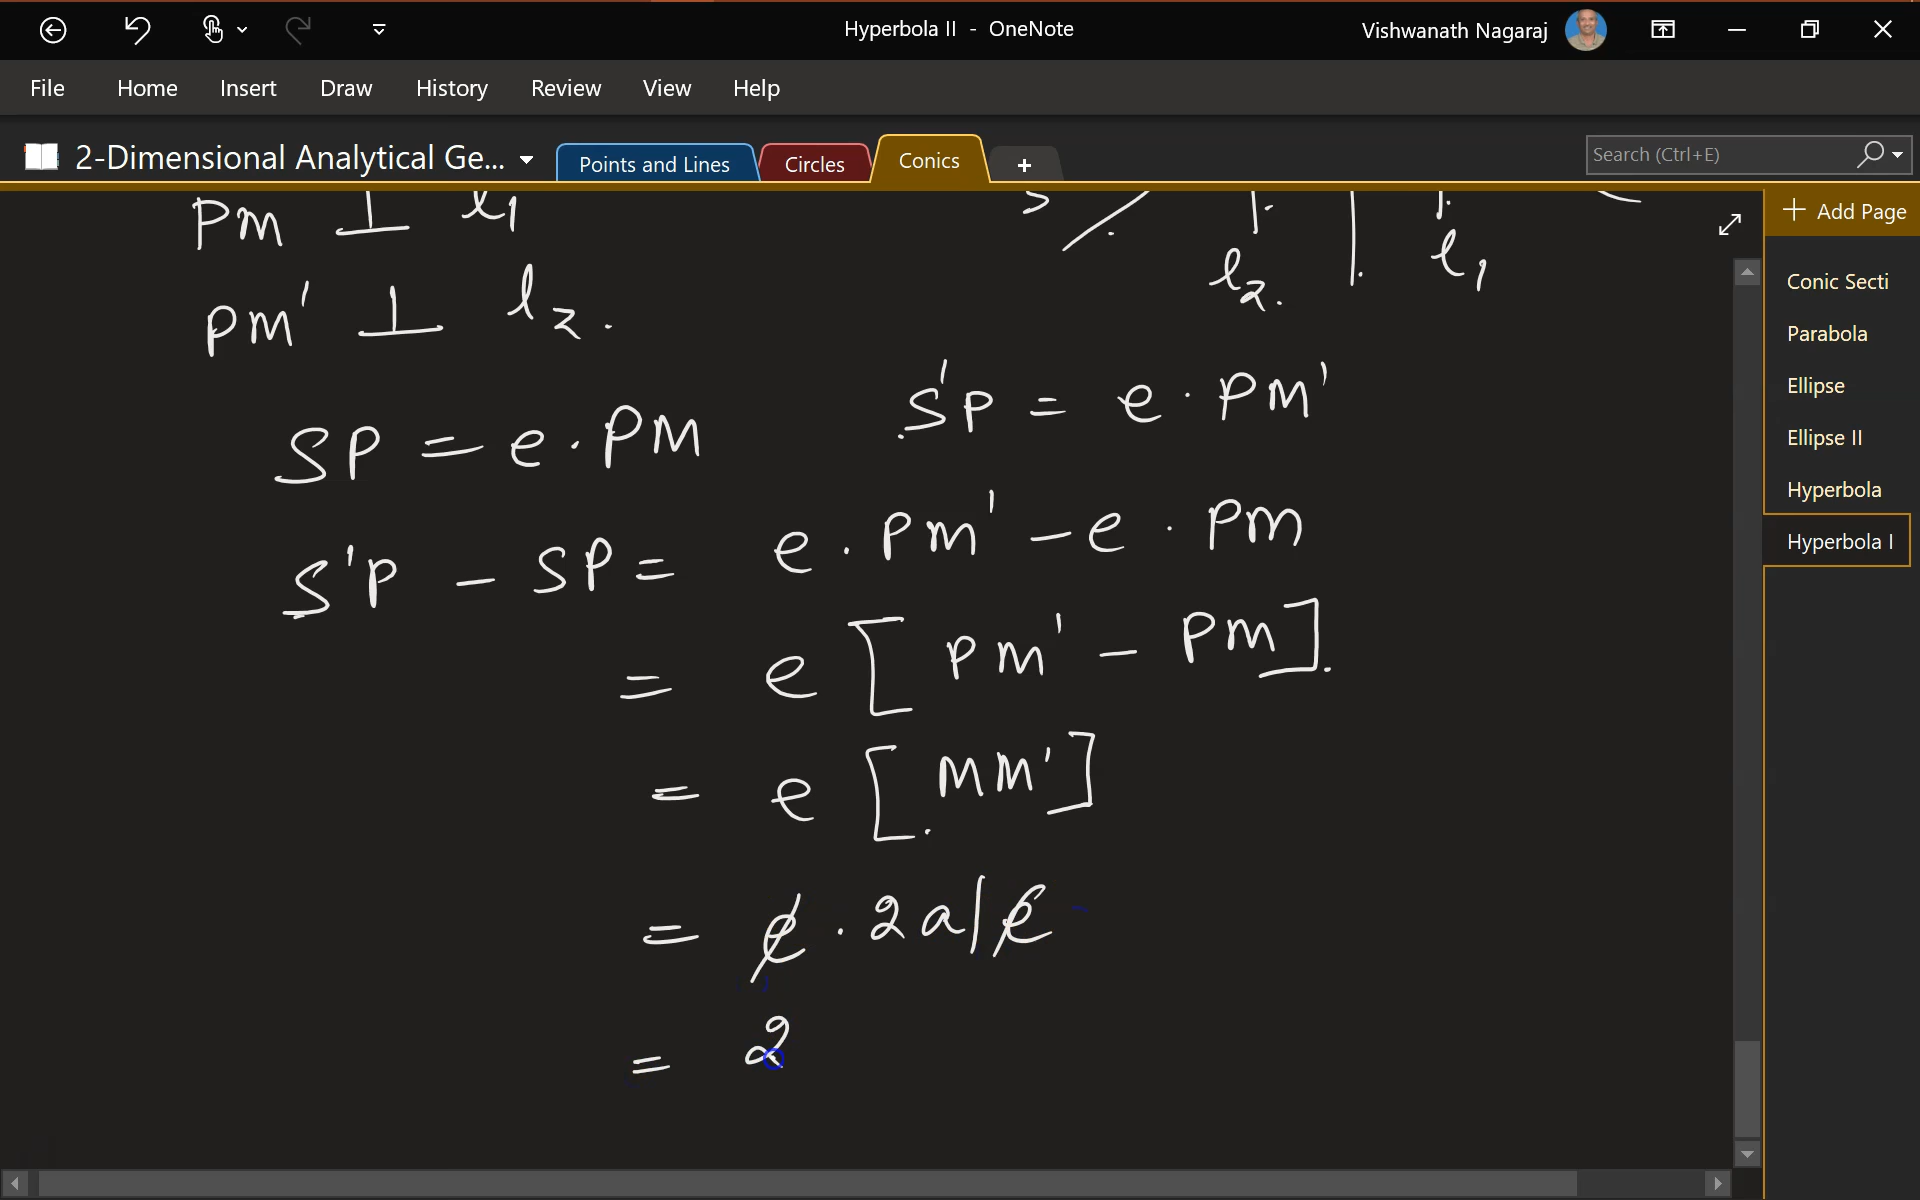 Hyperbola II - OneNote
Vishwanath Nagaraj
File Home Insert Draw History Review View Help
2-Dimensional Analytical Ge...
Points and Lines
Circles
Conics
+
Search (Ctrl+E)
+ Add Page
Conic Secti
Parabola
Ellipse
Ellipse II
Hyperbola
Hyperbola I
PM ⊥ l₁
PM' ⊥ l₂.
l₂.
l₁
SP = e · PM
S'P = e · PM'
S'P - SP = e · PM' - e · PM
= e [PM' - PM].
= e [MM']
= e · 2a/e
= 2